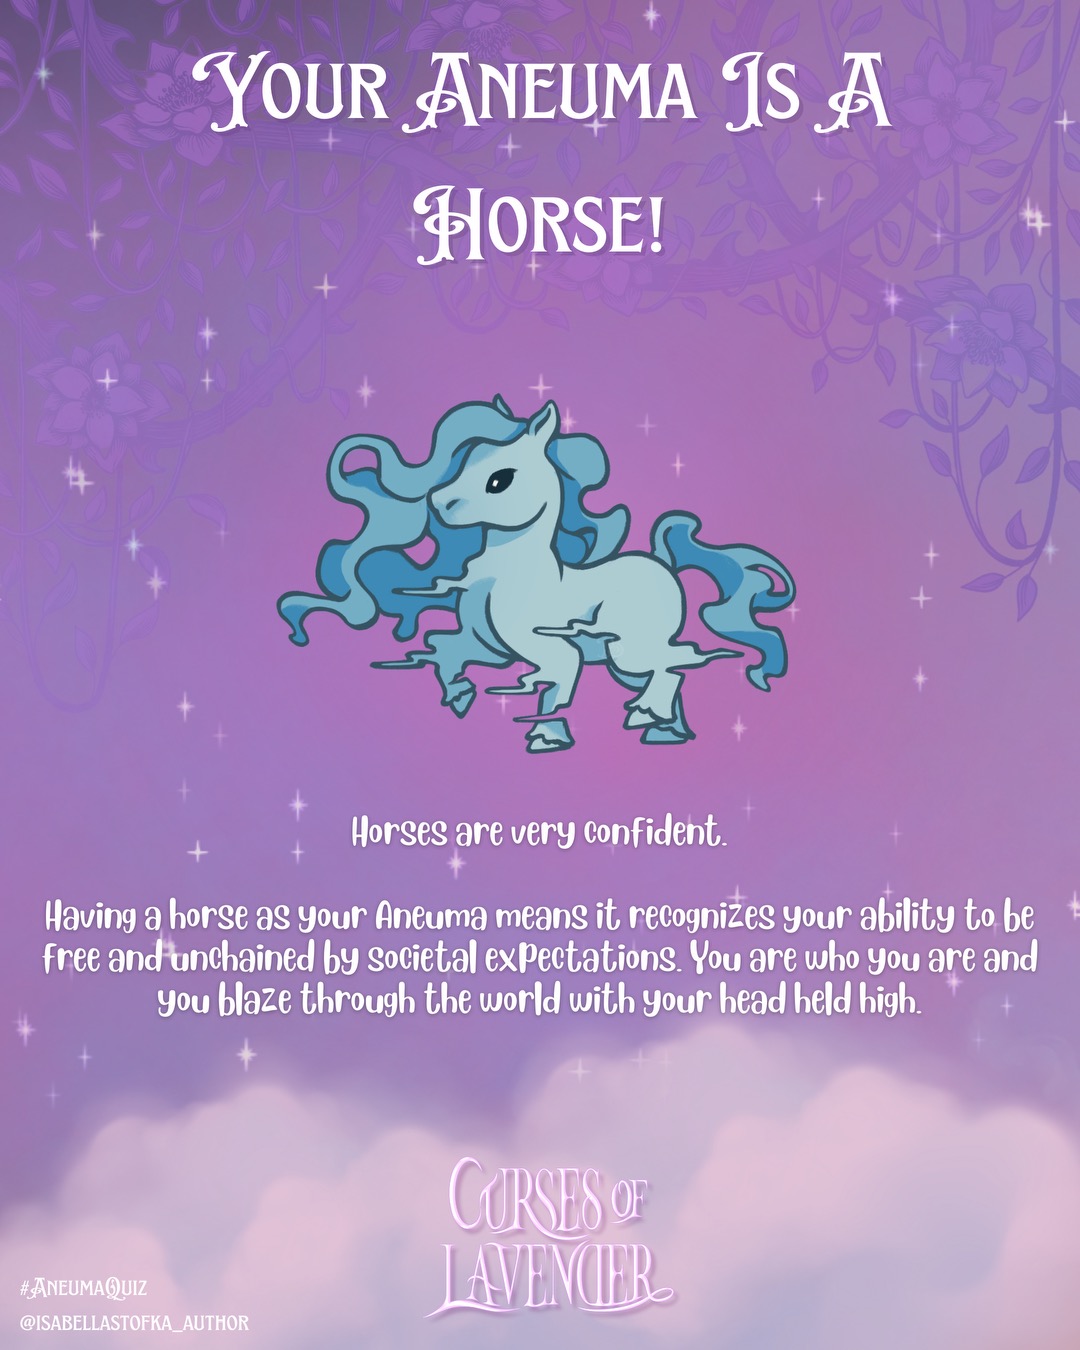 Your Aneuma Is A
Horse!
Horses are very confident.
Having a horse as your Aneuma means it recognizes your ability to be
free and unchained by societal expectations. You are who you are and
you blaze through the world with your head held high.
Curses of
Lavender
#AneumaQuiz
@isabellastofka_author